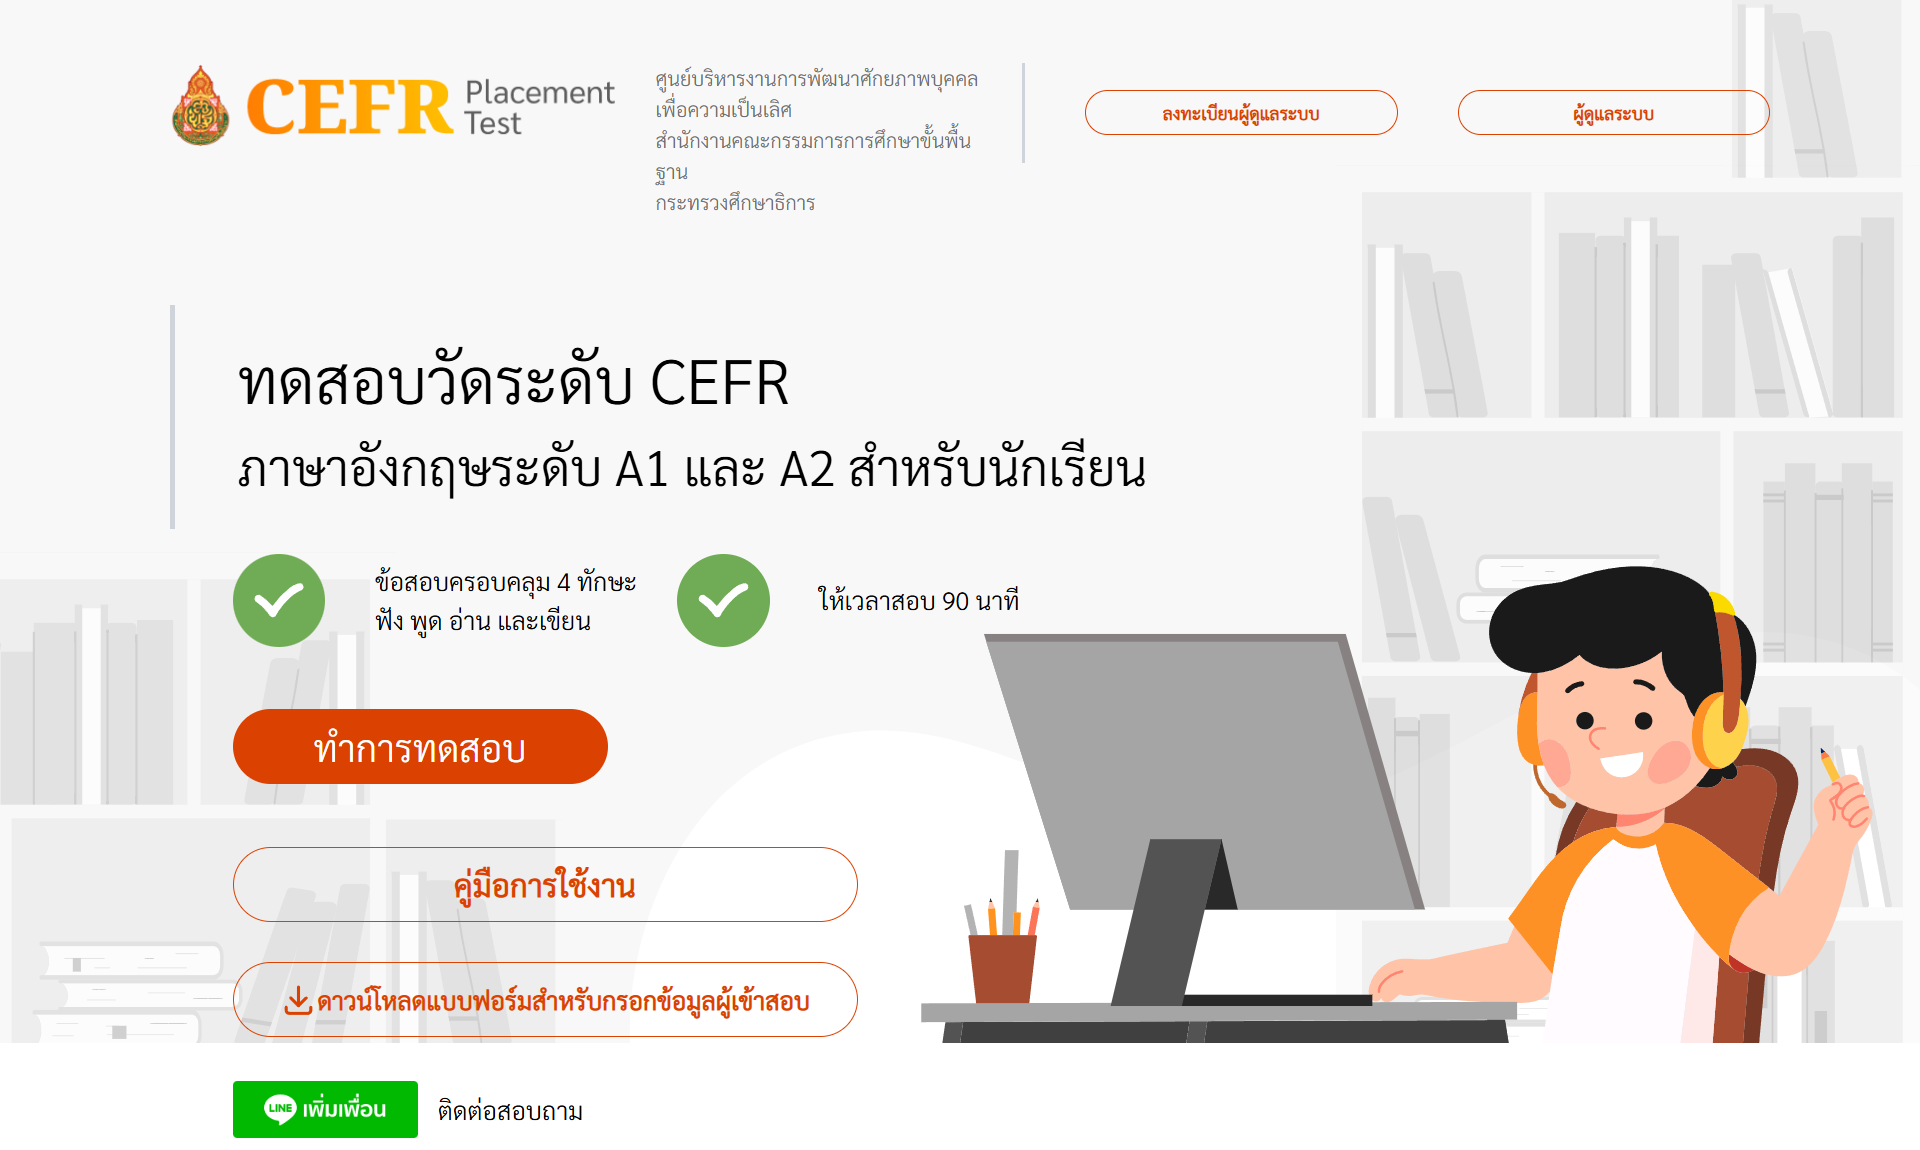 CEFR Placement
Test
ศูนย์บริหารงานการพัฒนาศักยภาพบุคคล
เพื่อความเป็นเลิศ
สำนักงานคณะกรรมการการศึกษาขั้นพื้น
ฐาน
กระทรวงศึกษาธิการ
ลงทะเบียนผู้ดูแลระบบ
ผู้ดูแลระบบ
ทดสอบวัดระดับ CEFR
ภาษาอังกฤษระดับ A1 และ A2 สำหรับนักเรียน
ข้อสอบครอบคลุม 4 ทักษะ
ฟัง พูด อ่าน และเขียน
ให้เวลาสอบ 90 นาที
ทำการทดสอบ
คู่มือการใช้งาน
ดาวน์โหลดแบบฟอร์มสำหรับกรอกข้อมูลผู้เข้าสอบ
LINE เพิ่มเพื่อน
ติดต่อสอบถาม